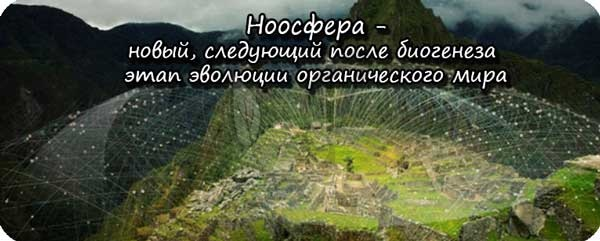 Ноосфера -
новый, следующий после биогенеза
этап эволюции органического мира